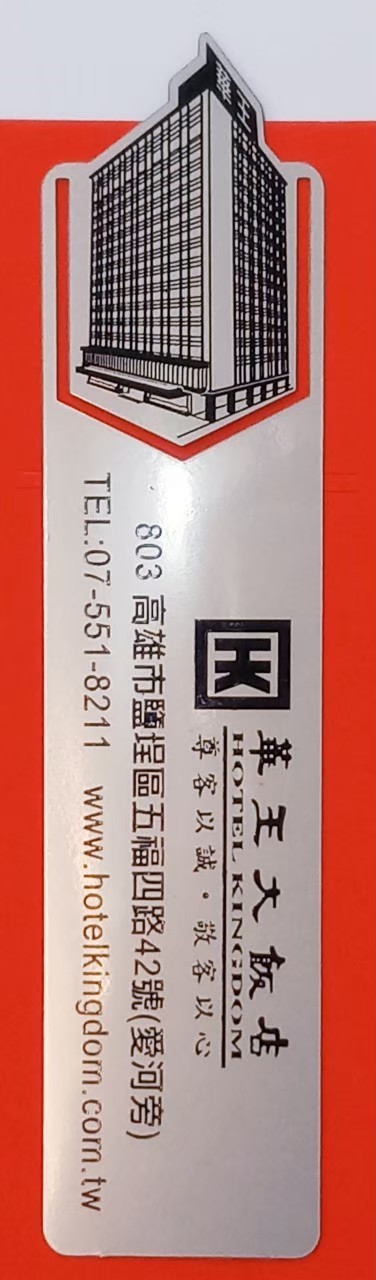 華王
HK
華王大飯店
HOTEL KINGDOM
尊客以誠。敬客以心
803 高雄市鹽埕區五福四路42號(愛河旁)
TEL:07-551-8211 www.hotelkingdom.com.tw